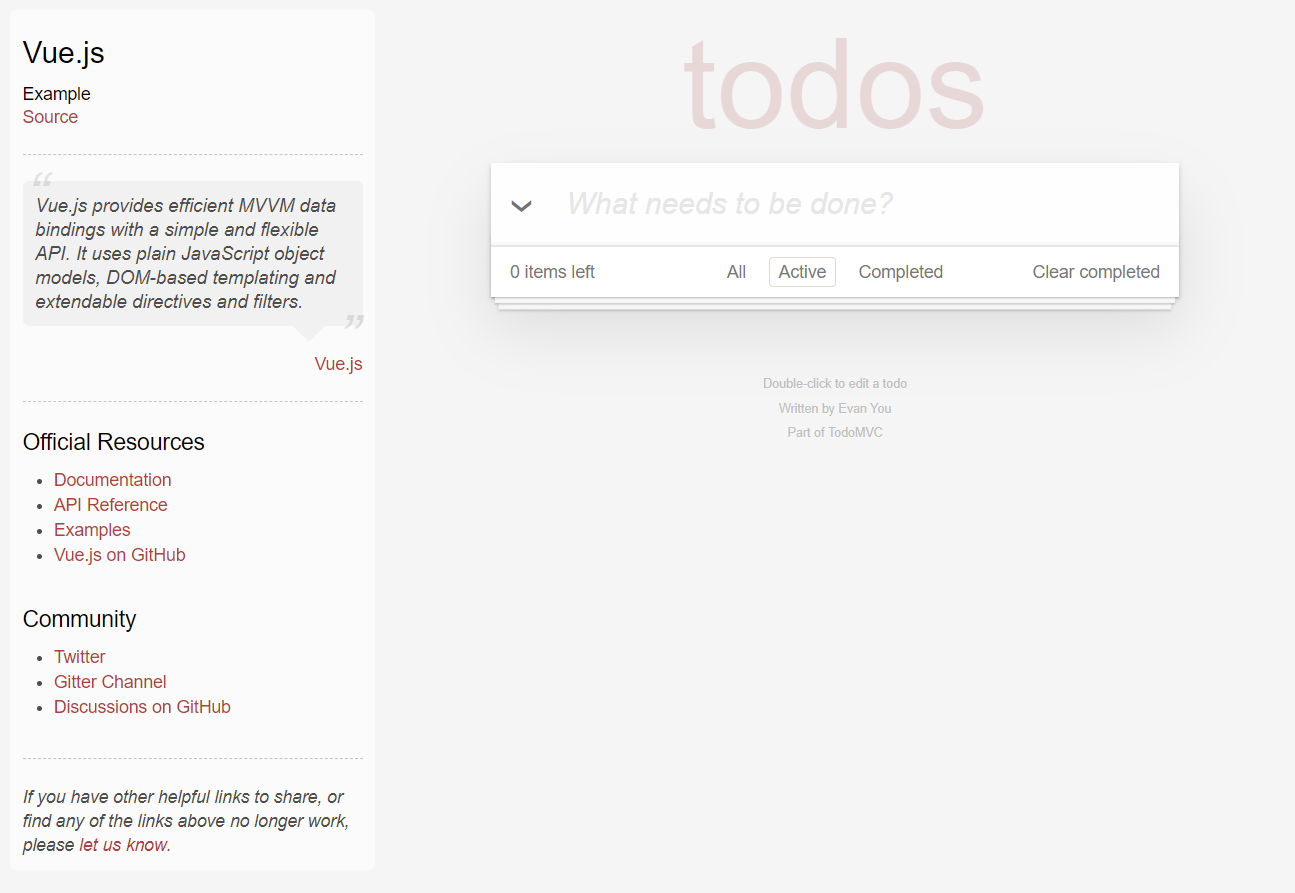 Vue.js
Example
Source
“
Vue.js provides efficient MVVM data
bindings with a simple and flexible
API. It uses plain JavaScript object
models, DOM-based templating and
extendable directives and filters.
”
Vue.js
Official Resources
Documentation
API Reference
Examples
Vue.js on GitHub
Community
Twitter
Gitter Channel
Discussions on GitHub
If you have other helpful links to share, or
find any of the links above no longer work,
please let us know.
todos
What needs to be done?
0 items left All Active Completed Clear completed
Double-click to edit a todo
Written by Evan You
Part of TodoMVC